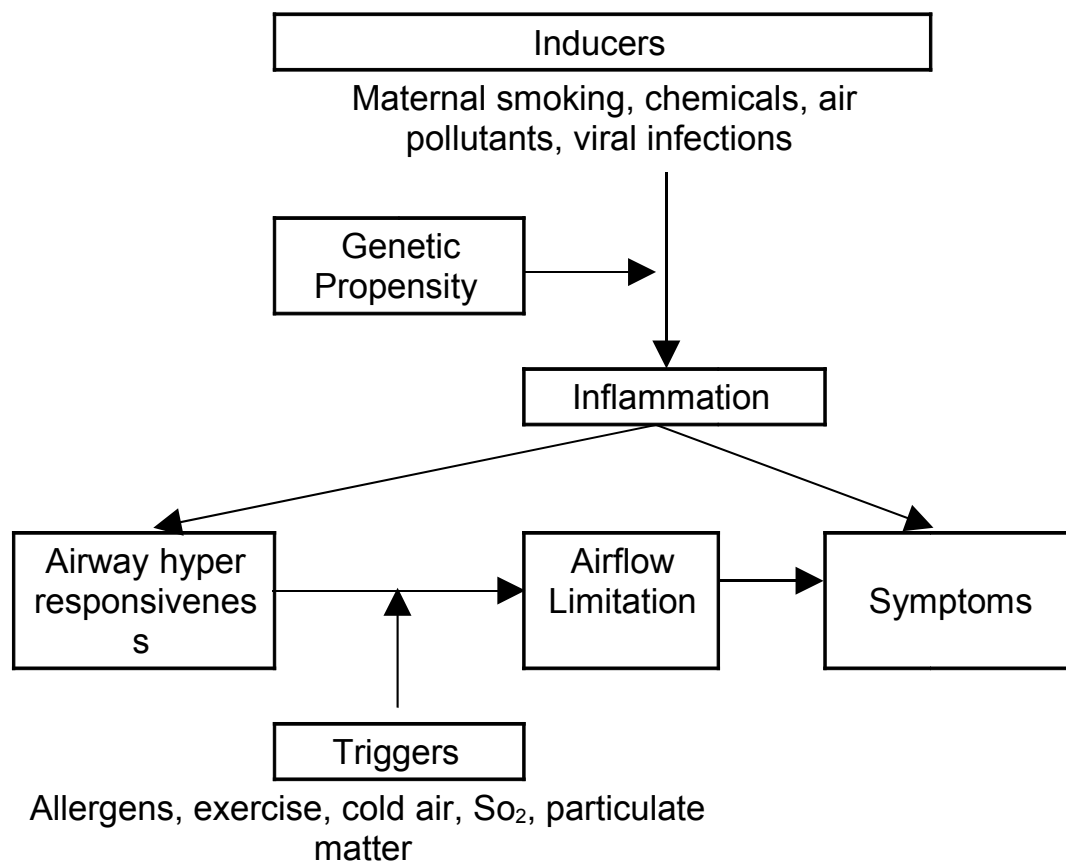 Inducers
Maternal smoking, chemicals, air
pollutants, viral infections
Genetic
Propensity
Inflammation
Airway hyper
responsivenes
s
Airflow
Limitation
Symptoms
Triggers
Allergens, exercise, cold air, So₂, particulate
matter